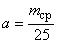 a = m_ср / 25